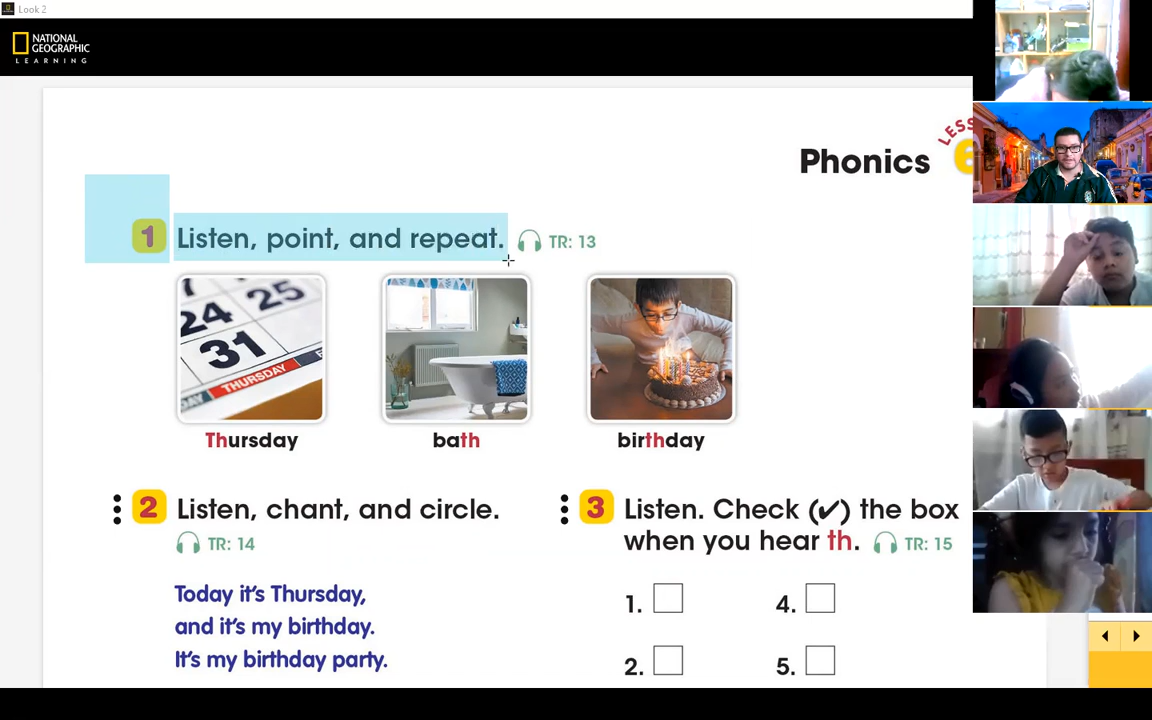 Look 2
NATIONAL
GEOGRAPHIC
LEARNING
LESS
Phonics 6
1 Listen, point, and repeat. TR: 13
24 25
31
THURSDAY
Thursday bath birthday
2 Listen, chant, and circle.
TR: 14
Today it's Thursday,
and it's my birthday.
It's my birthday party.
3 Listen. Check (✔) the box
when you hear th. TR: 15
1. 4.
2. 5.